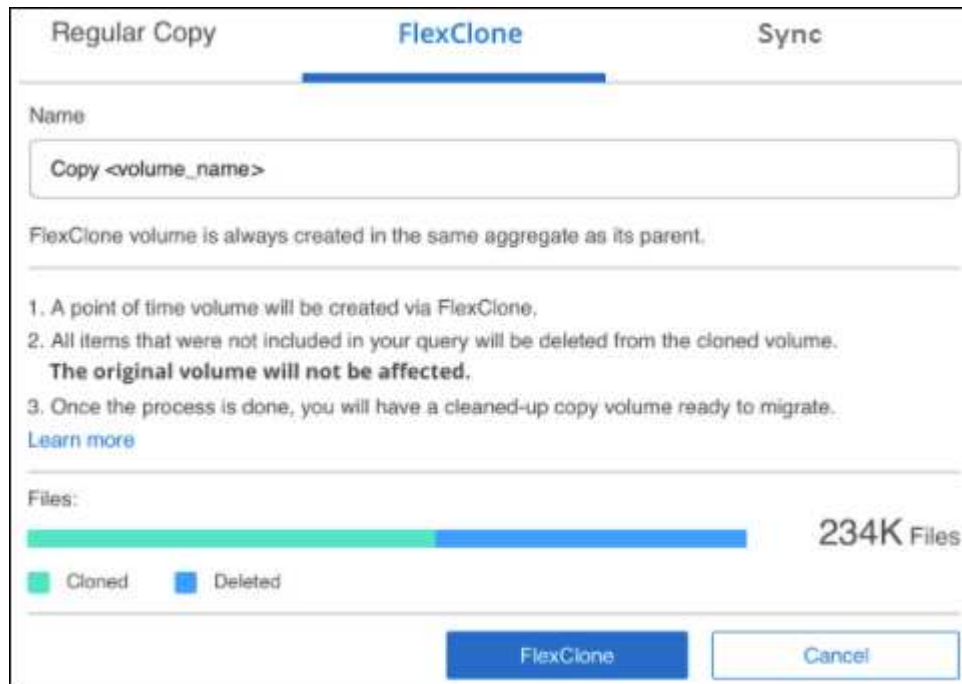 Regular Copy FlexClone Sync
Name
Copy <volume_name>
FlexClone volume is always created in the same aggregate as its parent.
1. A point of time volume will be created via FlexClone.
2. All items that were not included in your query will be deleted from the cloned volume.
The original volume will not be affected.
3. Once the process is done, you will have a cleaned-up copy volume ready to migrate.
Learn more
Files:
234K Files
Cloned Deleted
FlexClone Cancel